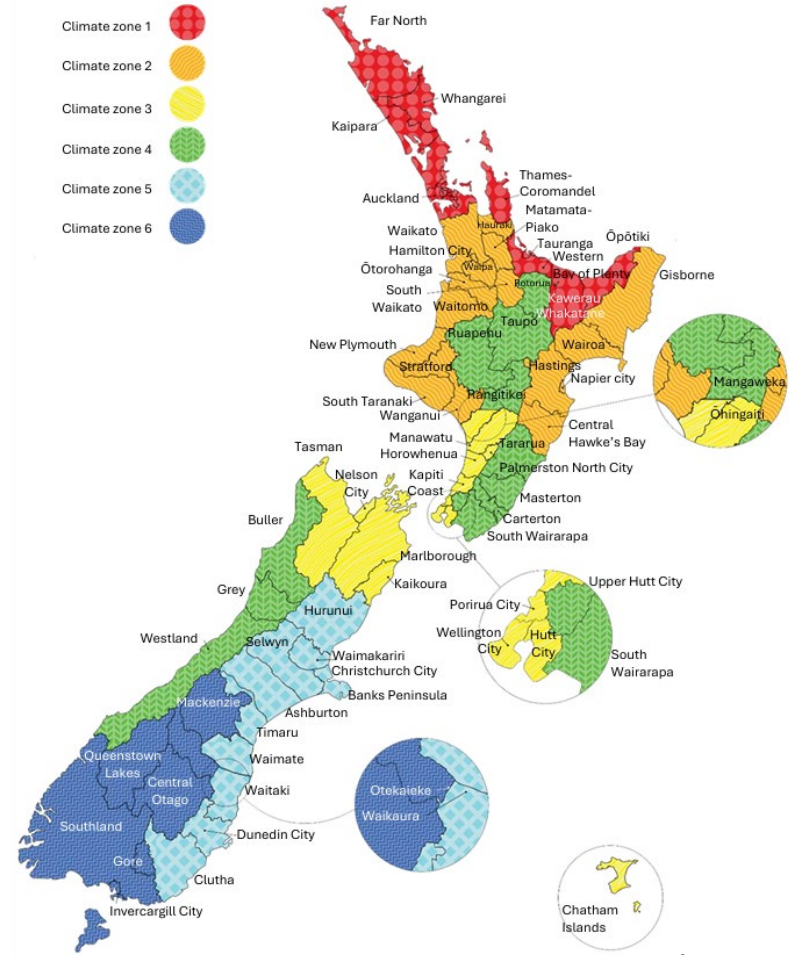 Climate zone 1
Climate zone 2
Climate zone 3
Climate zone 4
Climate zone 5
Climate zone 6
Far North
Whangarei
Kaipara
Auckland
Thames-
Coromandel
Matamata-
Piako
Hauraki
Waikato
Hamilton City
Tauranga
Western
Bay of Plenty
Ōpōtiki
Gisborne
Waipa
Ōtorohanga
South
Waikato
Rotorua
Kawerau
Whakatane
Waitomo
Taupo
Ruapehu
New Plymouth
Wairoa
Stratford
Hastings
Napier city
South Taranaki
Rangitikei
Wanganui
Central
Hawke's Bay
Mangaweka
Ōhingaiti
Manawatu
Tararua
Horowhenua
Palmerston North City
Kapiti
Coast
Masterton
Carterton
South Wairarapa
Tasman
Nelson
City
Buller
Marlborough
Kaikoura
Grey
Hurunui
Upper Hutt City
Porirua City
Wellington
City
Hutt
City
South
Wairarapa
Westland
Selwyn
Waimakariri
Christchurch City
Banks Peninsula
Mackenzie
Ashburton
Timaru
Queenstown
Lakes
Waimate
Central
Otago
Waitaki
Otekaieke
Waikaura
Southland
Dunedin City
Gore
Clutha
Invercargill City
Chatham
Islands